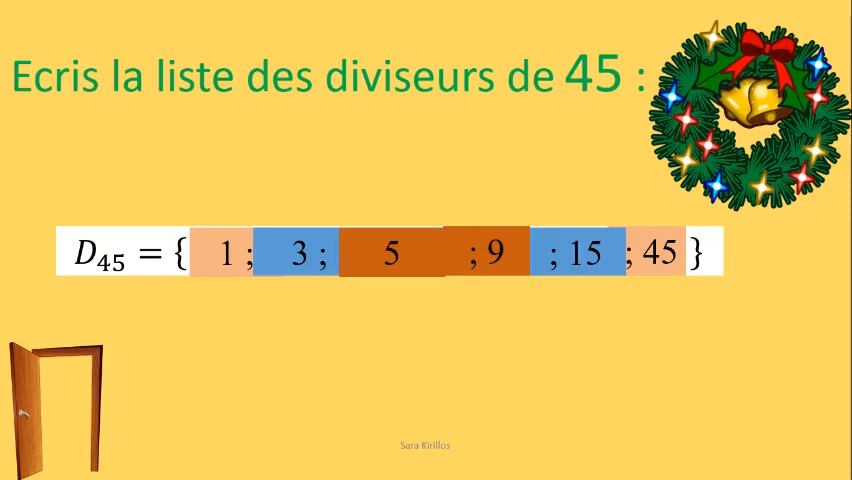 Ecris la liste des diviseurs de 45 :
D₄₅ = { 1 ; 3 ; 5 ; 9 ; 15 ; 45 }
Sara Kirillos